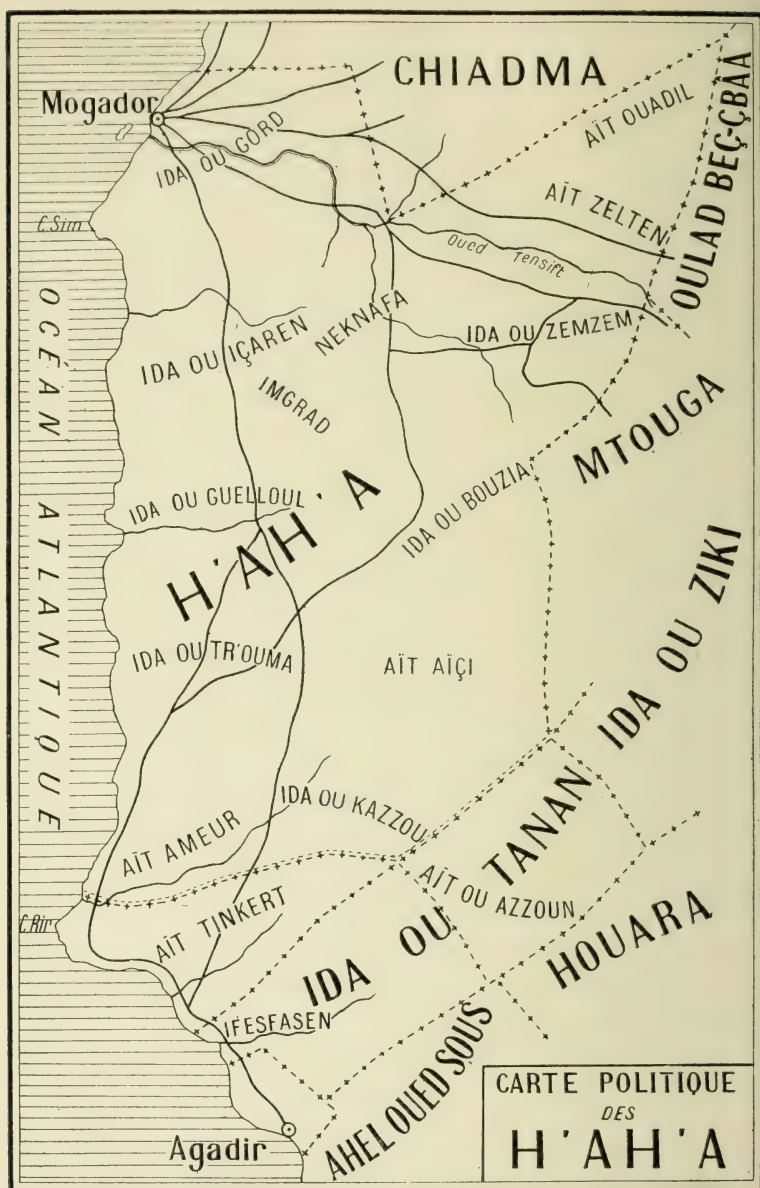 CHIADMA
Mogador
AÏT OUADIL
OULAD BEÇ-ÇBÂA
IDA OU GORD
AÏT ZELTEN
C. Sim
Oued Tensift
OCÉAN ATLANTIQUE
IDA OU IÇAREN
NEKNAFA
IDA OU ZEMZEM
IMGRAD
MTOUGA
IDA OU GUELLOUL
IDA OU BOUZIA
H'AH'A
IDA OU ZIKI
IDA OU TR'OUMA
AÏT AÏÇI
IDA OU KAZZOU
AÏT AMEUR
IDA OU TANAN
AÏT OU AZZOUN
C. Rir
AÏT TINKERT
HOUARA
IFESFASEN
AHEL OUED SOUS
Agadir
CARTE POLITIQUE
DES
H'AH'A